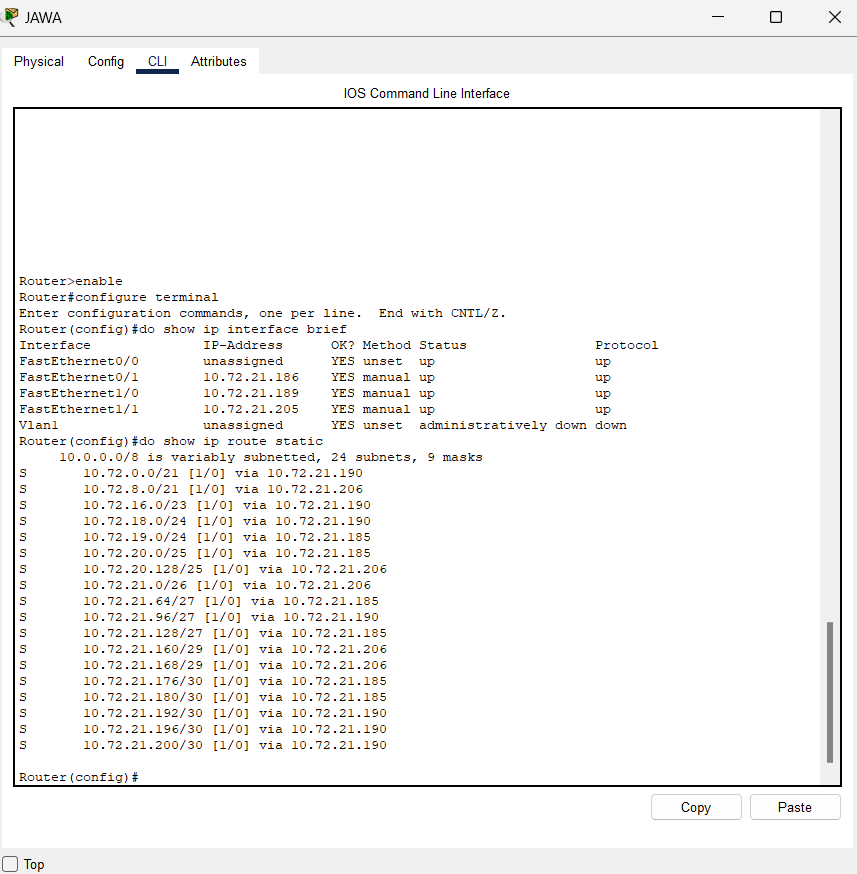 JAWA
Physical Config CLI Attributes
IOS Command Line Interface
Router>enable
Router#configure terminal
Enter configuration commands, one per line.  End with CNTL/Z.
Router(config)#do show ip interface brief
Interface              IP-Address      OK? Method Status                Protocol
FastEthernet0/0        unassigned      YES unset  up                    up
FastEthernet0/1        10.72.21.186    YES manual up                    up
FastEthernet1/0        10.72.21.189    YES manual up                    up
FastEthernet1/1        10.72.21.205    YES manual up                    up
Vlan1                  unassigned      YES unset  administratively down down
Router(config)#do show ip route static
     10.0.0.0/8 is variably subnetted, 24 subnets, 9 masks
S       10.72.0.0/21 [1/0] via 10.72.21.190
S       10.72.8.0/21 [1/0] via 10.72.21.206
S       10.72.16.0/23 [1/0] via 10.72.21.190
S       10.72.18.0/24 [1/0] via 10.72.21.190
S       10.72.19.0/24 [1/0] via 10.72.21.185
S       10.72.20.0/25 [1/0] via 10.72.21.185
S       10.72.20.128/25 [1/0] via 10.72.21.206
S       10.72.21.0/26 [1/0] via 10.72.21.206
S       10.72.21.64/27 [1/0] via 10.72.21.185
S       10.72.21.96/27 [1/0] via 10.72.21.190
S       10.72.21.128/27 [1/0] via 10.72.21.185
S       10.72.21.160/29 [1/0] via 10.72.21.206
S       10.72.21.168/29 [1/0] via 10.72.21.206
S       10.72.21.176/30 [1/0] via 10.72.21.185
S       10.72.21.180/30 [1/0] via 10.72.21.185
S       10.72.21.192/30 [1/0] via 10.72.21.190
S       10.72.21.196/30 [1/0] via 10.72.21.190
S       10.72.21.200/30 [1/0] via 10.72.21.190
Router(config)#
Copy Paste
Top